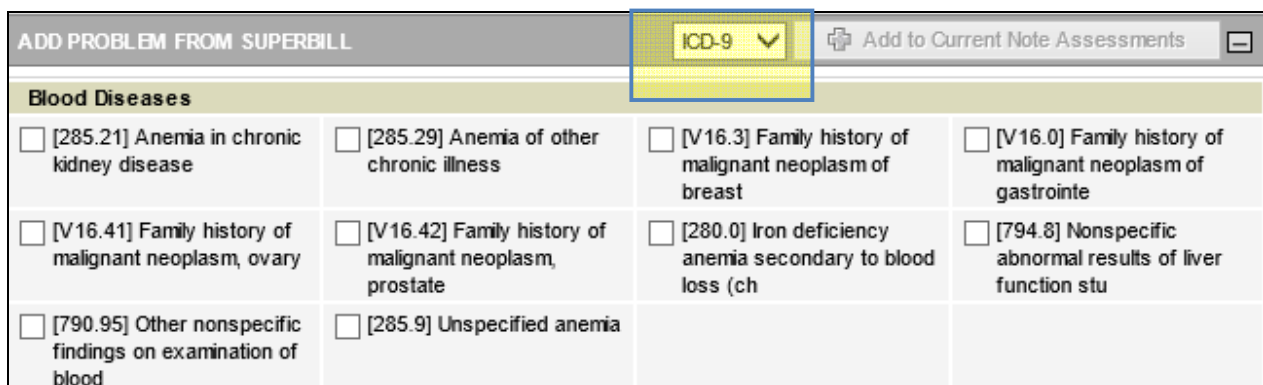 ADD PROBLEM FROM SUPERBILL
ICD-9
Add to Current Note Assessments
Blood Diseases
[285.21] Anemia in chronic
kidney disease
[285.29] Anemia of other
chronic illness
[V16.3] Family history of
malignant neoplasm of
breast
[V16.0] Family history of
malignant neoplasm of
gastrointe
[V16.41] Family history of
malignant neoplasm, ovary
[V16.42] Family history of
malignant neoplasm,
prostate
[280.0] Iron deficiency
anemia secondary to blood
loss (ch
[794.8] Nonspecific
abnormal results of liver
function stu
[790.95] Other nonspecific
findings on examination of
blood
[285.9] Unspecified anemia